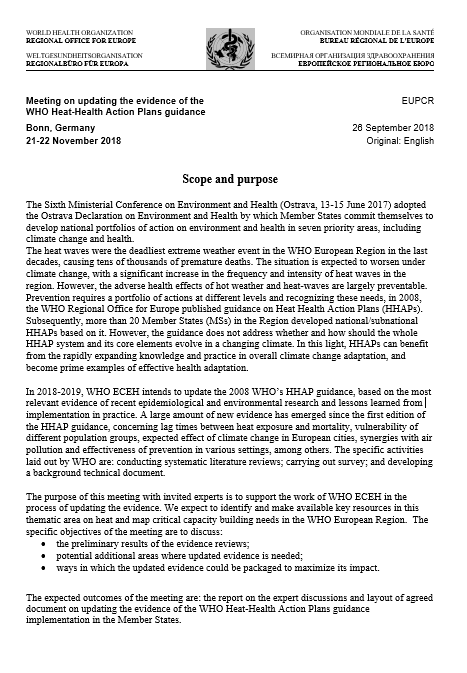 WORLD HEALTH ORGANIZATION
REGIONAL OFFICE FOR EUROPE
WELTGESUNDHEITSORGANISATION
REGIONALBÜRO FÜR EUROPA
ORGANISATION MONDIALE DE LA SANTÉ
BUREAU RÉGIONAL DE L'EUROPE
ВСЕМИРНАЯ ОРГАНИЗАЦИЯ ЗДРАВООХРАНЕНИЯ
ЕВРОПЕЙСКОЕ РЕГИОНАЛЬНОЕ БЮРО
Meeting on updating the evidence of the
WHO Heat-Health Action Plans guidance
EUPCR
Bonn, Germany
26 September 2018
21-22 November 2018
Original: English
Scope and purpose
The Sixth Ministerial Conference on Environment and Health (Ostrava, 13-15 June 2017) adopted
the Ostrava Declaration on Environment and Health by which Member States commit themselves to
develop national portfolios of action on environment and health in seven priority areas, including
climate change and health.
The heat waves were the deadliest extreme weather event in the WHO European Region in the last
decades, causing tens of thousands of premature deaths. The situation is expected to worsen under
climate change, with a significant increase in the frequency and intensity of heat waves in the
region. However, the adverse health effects of hot weather and heat-waves are largely preventable.
Prevention requires a portfolio of actions at different levels and recognizing these needs, in 2008,
the WHO Regional Office for Europe published guidance on Heat Health Action Plans (HHAPs).
Subsequently, more than 20 Member States (MSs) in the Region developed national/subnational
HHAPs based on it. However, the guidance does not address whether and how should the whole
HHAP system and its core elements evolve in a changing climate. In this light, HHAPs can benefit
from the rapidly expanding knowledge and practice in overall climate change adaptation, and
become prime examples of effective health adaptation.
In 2018-2019, WHO ECEH intends to update the 2008 WHO's HHAP guidance, based on the most
relevant evidence of recent epidemiological and environmental research and lessons learned from
implementation in practice. A large amount of new evidence has emerged since the first edition of
the HHAP guidance, concerning lag times between heat exposure and mortality, vulnerability of
different population groups, expected effect of climate change in European cities, synergies with air
pollution and effectiveness of prevention in various settings, among others. The specific activities
laid out by WHO are: conducting systematic literature reviews; carrying out survey; and developing
a background technical document.
The purpose of this meeting with invited experts is to support the work of WHO ECEH in the
process of updating the evidence. We expect to identify and make available key resources in this
thematic area on heat and map critical capacity building needs in the WHO European Region. The
specific objectives of the meeting are to discuss:
• the preliminary results of the evidence reviews;
• potential additional areas where updated evidence is needed;
• ways in which the updated evidence could be packaged to maximize its impact.
The expected outcomes of the meeting are: the report on the expert discussions and layout of agreed
document on updating the evidence of the WHO Heat-Health Action Plans guidance
implementation in the Member States.